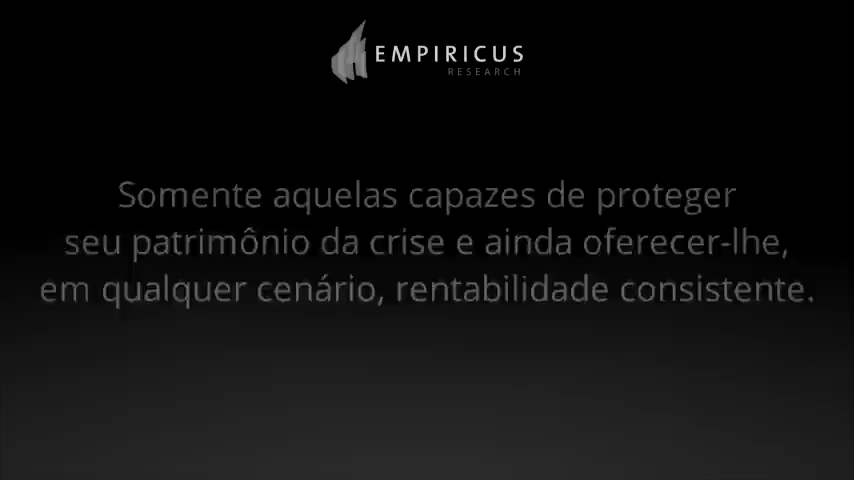 EMPIRICUS
RESEARCH
Somente aquelas capazes de proteger
seu patrimônio da crise e ainda oferecer-lhe,
em qualquer cenário, rentabilidade consistente.